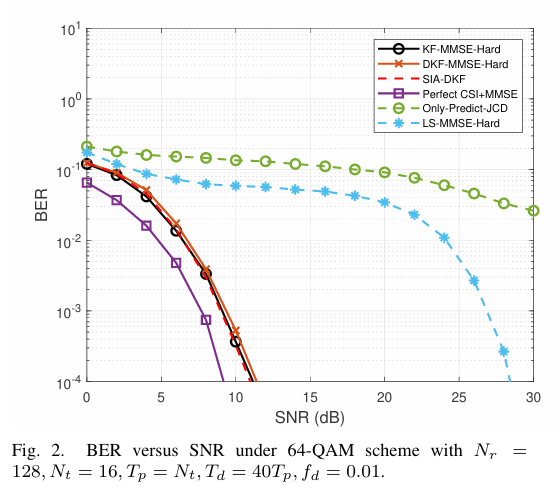 10^1
10^0
10^-1
10^-2
10^-3
10^-4
BER
KF-MMSE-Hard
DKF-MMSE-Hard
SIA-DKF
Perfect CSI+MMSE
Only-Predict-JCD
LS-MMSE-Hard
0 5 10 15 20 25 30
SNR (dB)
Fig. 2. BER versus SNR under 64-QAM scheme with N_r =
128, N_t = 16, T_p = N_t, T_d = 40T_p, f_d = 0.01.